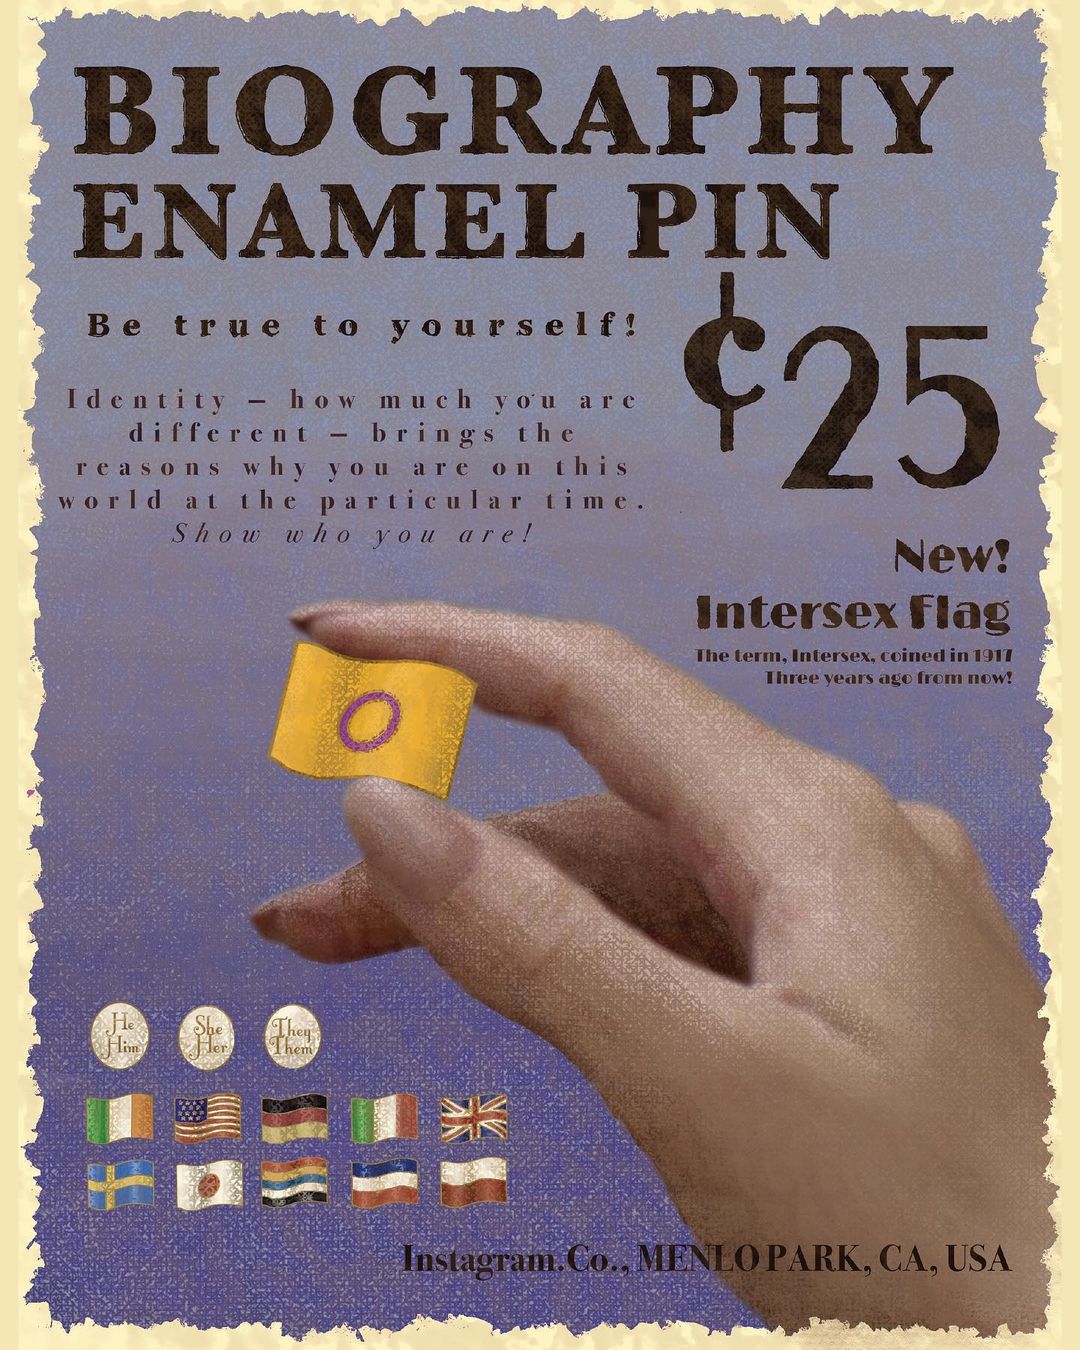 BIOGRAPHY
ENAMEL PIN
Be true to yourself!
¢25
Identity – how much you are
different – brings the
reasons why you are on this
world at the particular time.
Show who you are!
New!
Intersex Flag
The term, Intersex, coined in 1917
Three years ago from now!
He
Him
She
Her
They
Them
Instagram.Co., MENLO PARK, CA, USA